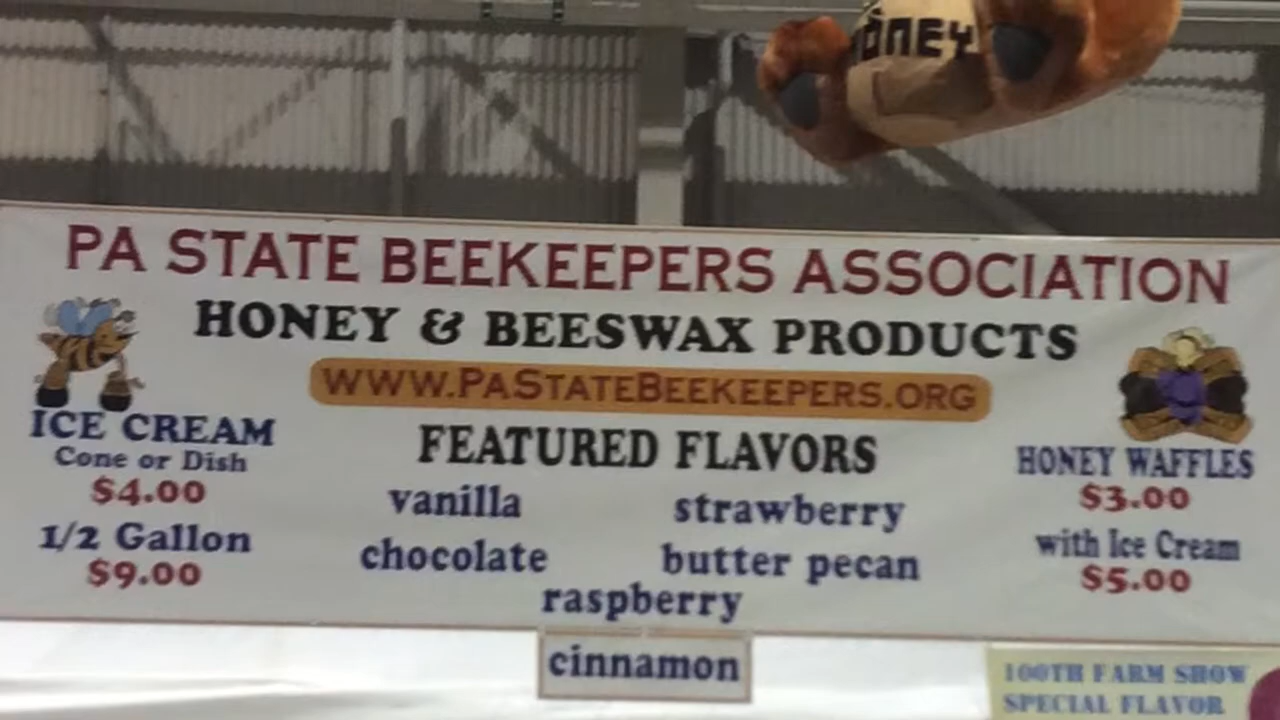 HONEY
PA STATE BEEKEEPERS ASSOCIATION
HONEY & BEESWAX PRODUCTS
WWW.PASTATEBEEKEEPERS.ORG
ICE CREAM
Cone or Dish
$4.00
1/2 Gallon
$9.00
FEATURED FLAVORS
vanilla strawberry
chocolate butter pecan
raspberry
cinnamon
HONEY WAFFLES
$3.00
with Ice Cream
$5.00
100TH FARM SHOW
SPECIAL FLAVOR